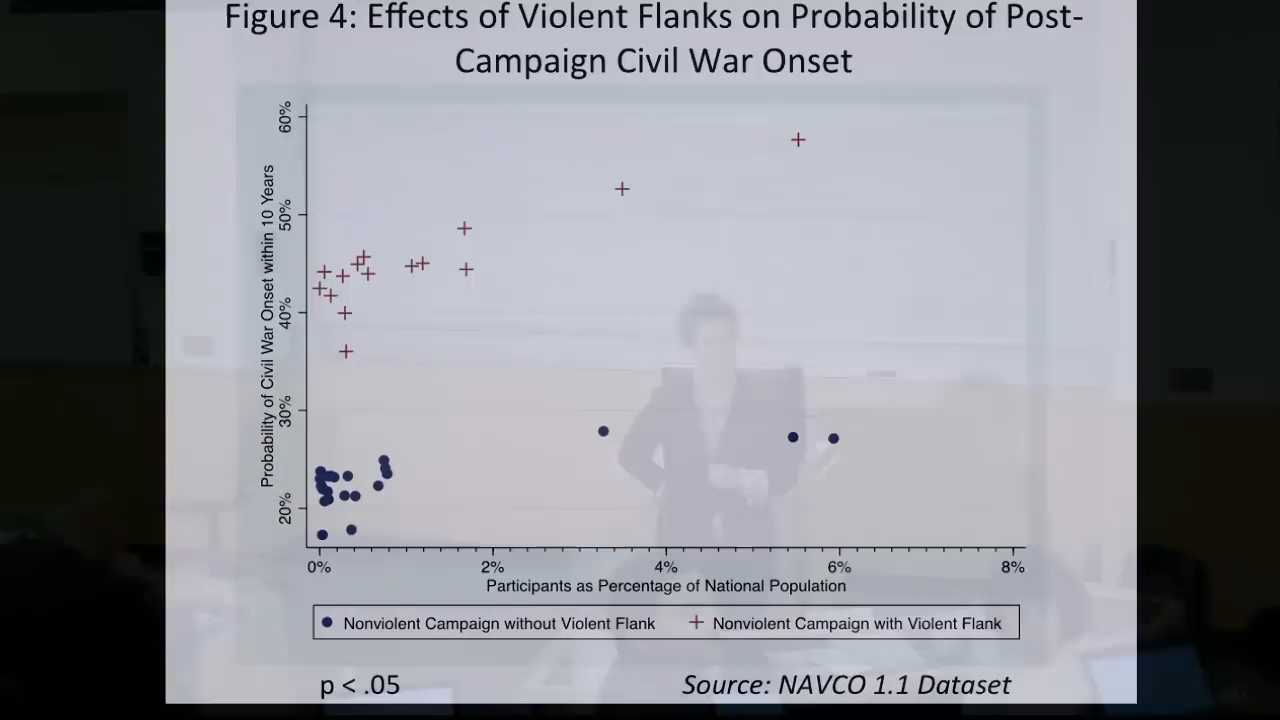 Figure 4: Effects of Violent Flanks on Probability of Post-
Campaign Civil War Onset
Probability of Civil War Onset within 10 Years
60%
50%
40%
30%
20%
0% 2% 4% 6% 8%
Participants as Percentage of National Population
Nonviolent Campaign without Violent Flank Nonviolent Campaign with Violent Flank
p < .05 Source: NAVCO 1.1 Dataset